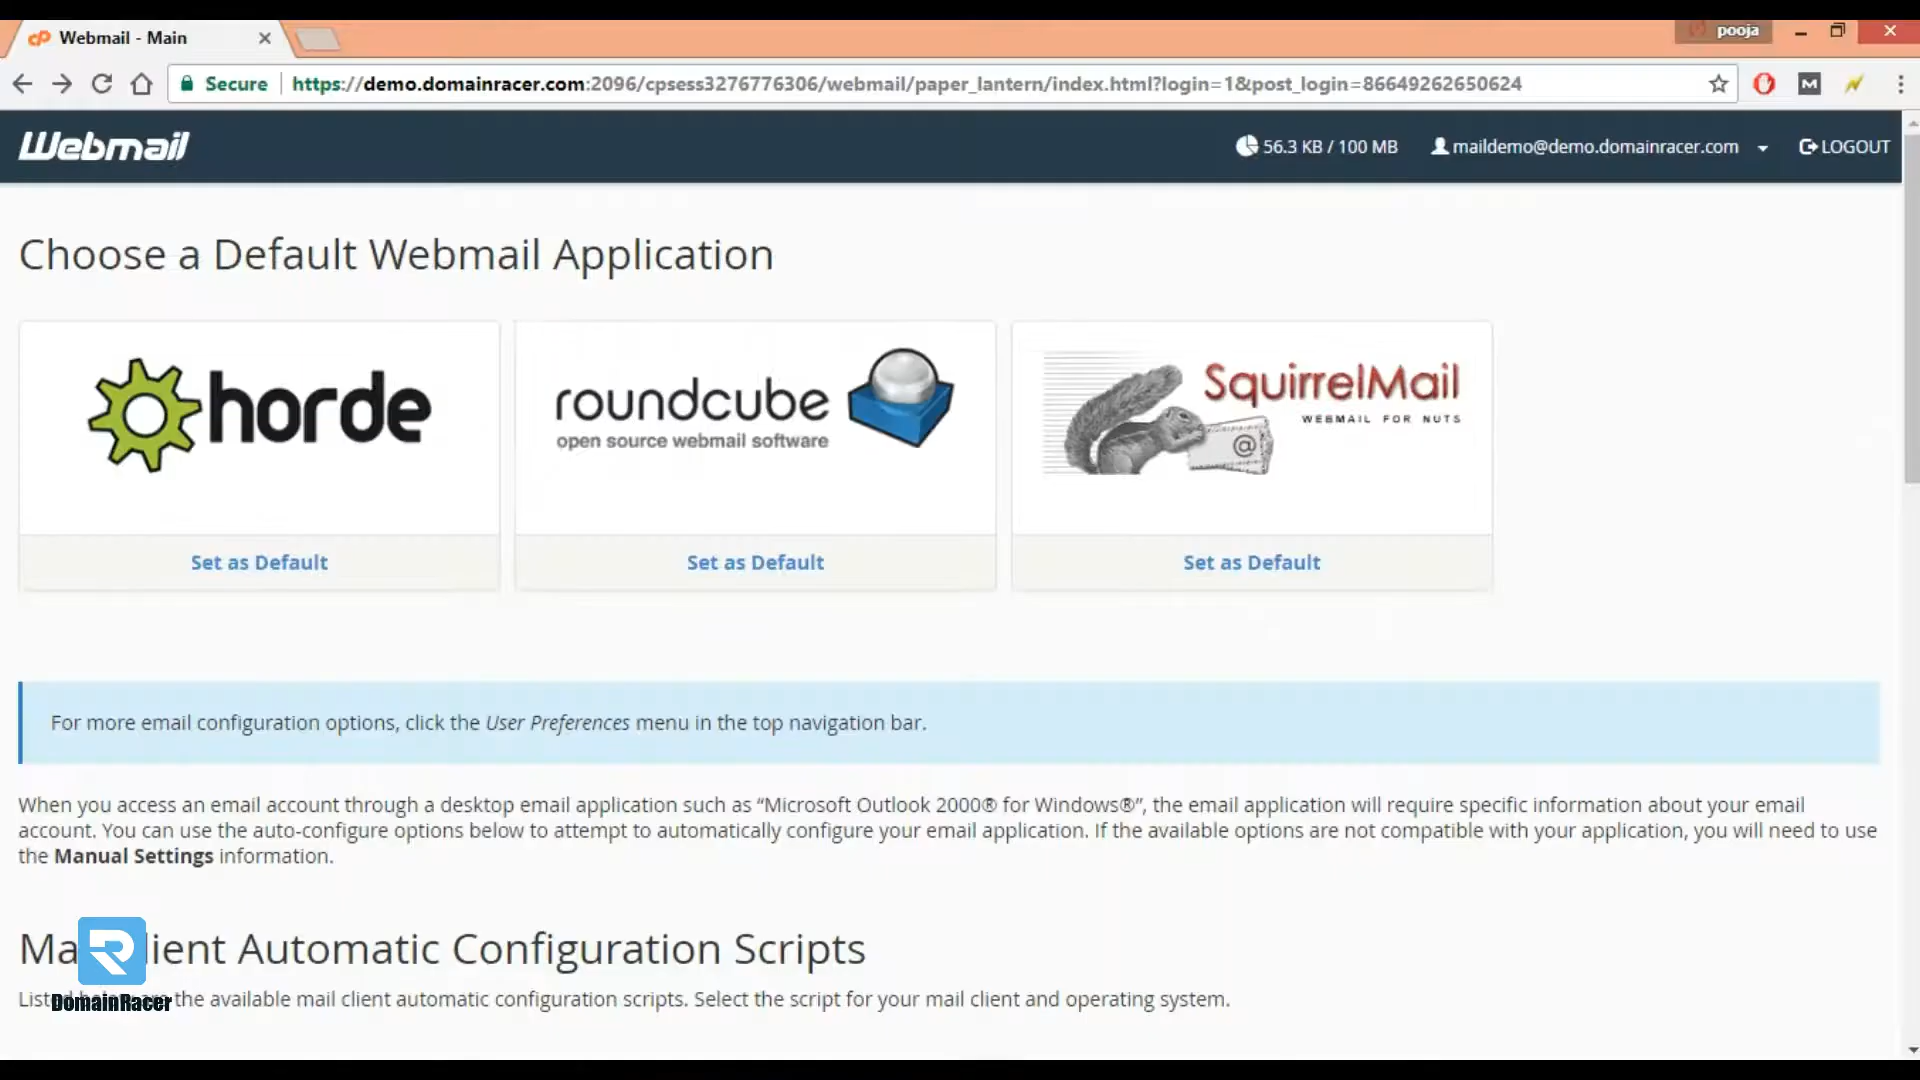 Webmail - Main
pooja
Secure https://demo.domainracer.com:2096/cpsess3276776306/webmail/paper_lantern/index.html?login=1&post_login=86649262650624
Webmail
56.3 KB / 100 MB
maildemo@demo.domainracer.com
LOGOUT
Choose a Default Webmail Application
horde
roundcube
open source webmail software
SquirrelMail
WEBMAIL FOR NUTS
@
Set as Default
Set as Default
Set as Default
For more email configuration options, click the User Preferences menu in the top navigation bar.
When you access an email account through a desktop email application such as “Microsoft Outlook 2000® for Windows®”, the email application will require specific information about your email
account. You can use the auto-configure options below to attempt to automatically configure your email application. If the available options are not compatible with your application, you will need to use
the Manual Settings information.
Automatic Configuration Scripts
the available mail client automatic configuration scripts. Select the script for your mail client and operating system.
DomainRacer